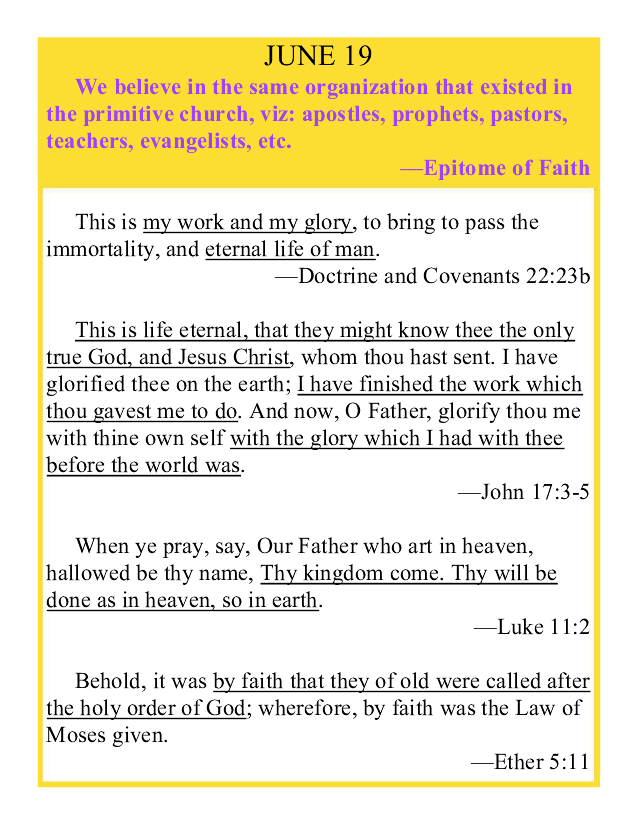 JUNE 19
We believe in the same organization that existed in
the primitive church, viz: apostles, prophets, pastors,
teachers, evangelists, etc.
—Epitome of Faith
This is my work and my glory, to bring to pass the
immortality, and eternal life of man.
—Doctrine and Covenants 22:23b
This is life eternal, that they might know thee the only
true God, and Jesus Christ, whom thou hast sent. I have
glorified thee on the earth; I have finished the work which
thou gavest me to do. And now, O Father, glorify thou me
with thine own self with the glory which I had with thee
before the world was.
—John 17:3-5
When ye pray, say, Our Father who art in heaven,
hallowed be thy name, Thy kingdom come. Thy will be
done as in heaven, so in earth.
—Luke 11:2
Behold, it was by faith that they of old were called after
the holy order of God; wherefore, by faith was the Law of
Moses given.
—Ether 5:11